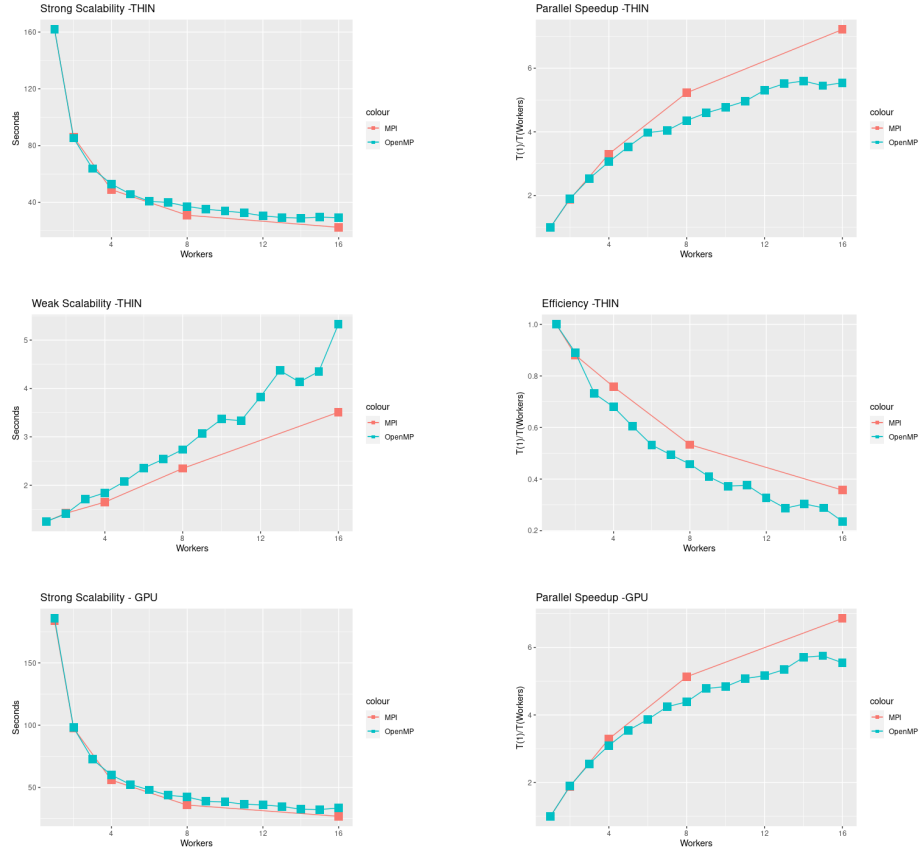 Strong Scalability -THIN
Seconds
160
120
80
40
4
8
12
16
Workers
colour
MPI
OpenMP
Parallel Speedup -THIN
T(1)/T(Workers)
6
4
2
4
8
12
16
Workers
colour
MPI
OpenMP
Weak Scalability -THIN
Seconds
5
4
3
2
4
8
12
16
Workers
colour
MPI
OpenMP
Efficiency -THIN
T(1)/T(Workers)
1.0
0.8
0.6
0.4
0.2
4
8
12
16
Workers
colour
MPI
OpenMP
Strong Scalability - GPU
Seconds
150
100
50
4
8
12
16
Workers
colour
MPI
OpenMP
Parallel Speedup -GPU
T(1)/T(Workers)
6
4
2
4
8
12
16
Workers
colour
MPI
OpenMP